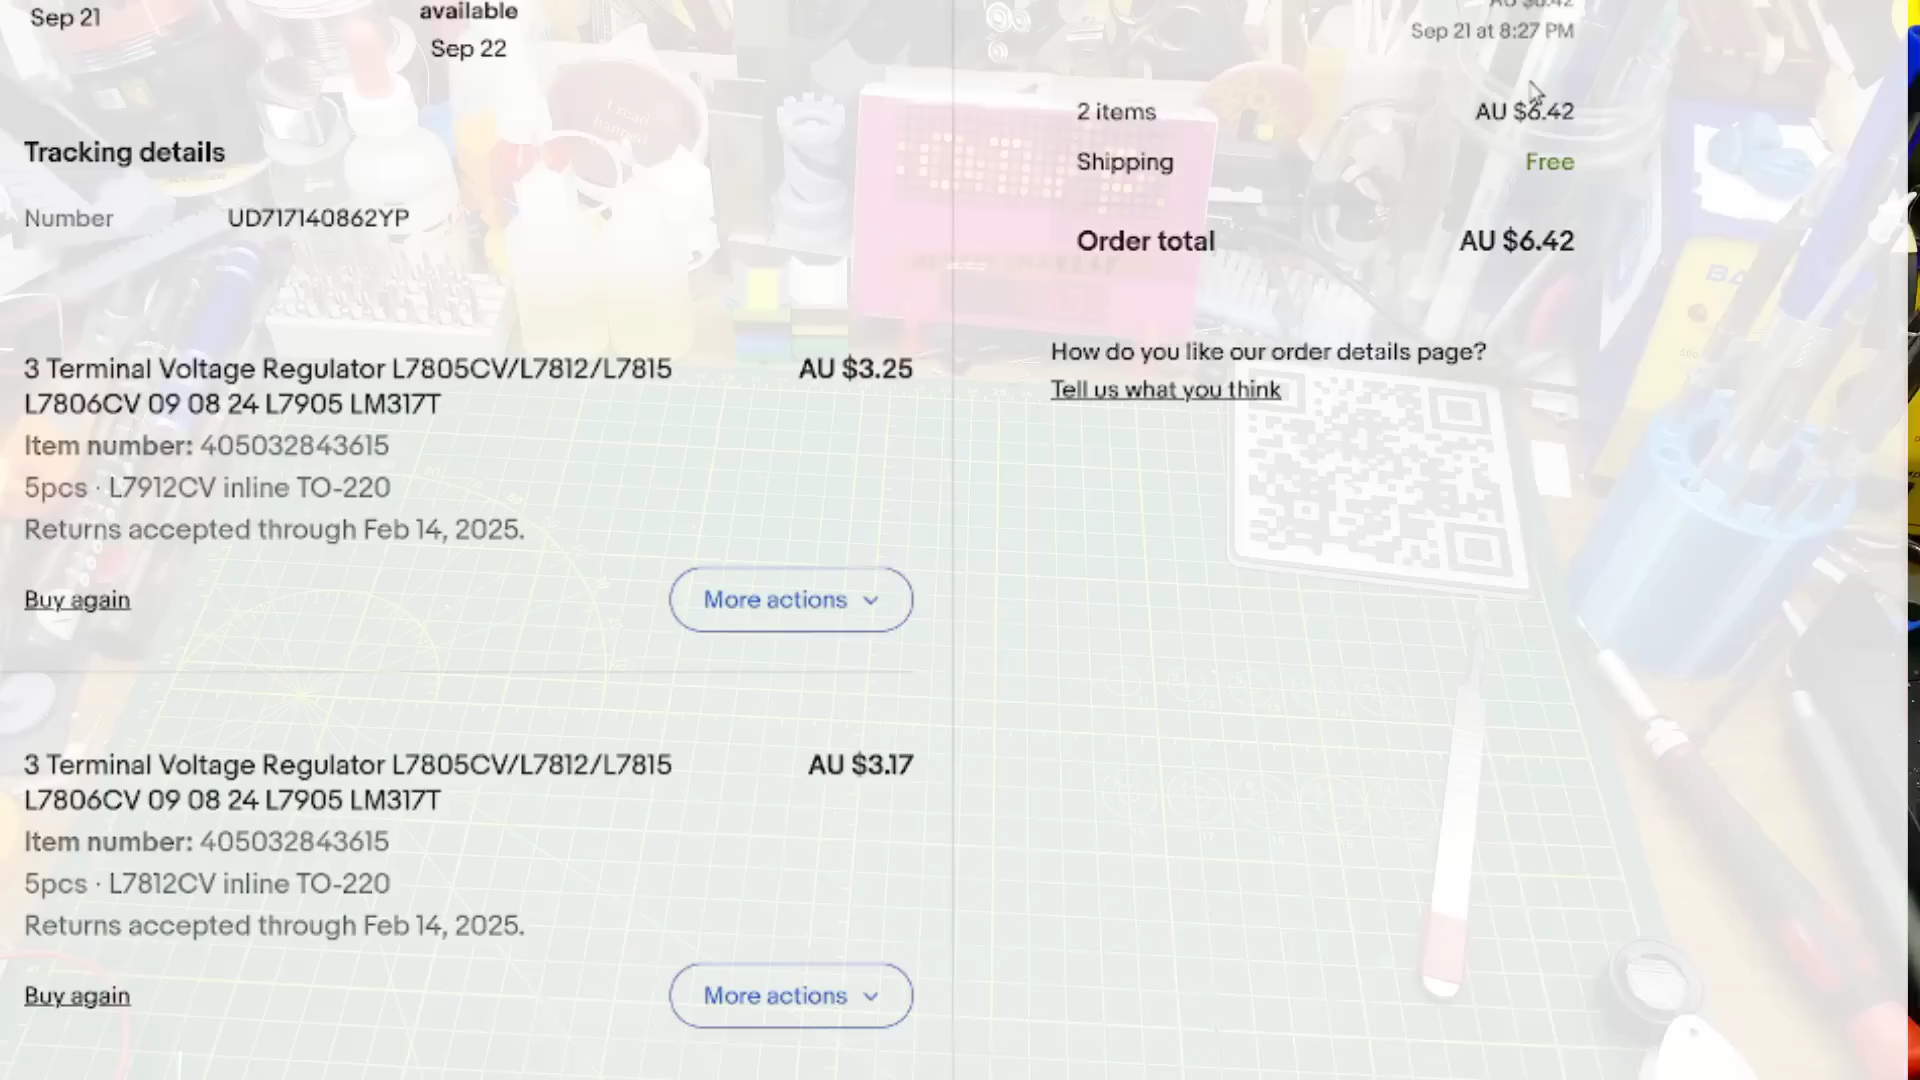 Sep 21
available
Sep 22
Tracking details
Number UD717140862YP
3 Terminal Voltage Regulator L7805CV/L7812/L7815 AU $3.25
L7806CV 09 08 24 L7905 LM317T
Item number: 405032843615
5pcs · L7912CV inline TO-220
Returns accepted through Feb 14, 2025.
Buy again More actions
3 Terminal Voltage Regulator L7805CV/L7812/L7815 AU $3.17
L7806CV 09 08 24 L7905 LM317T
Item number: 405032843615
5pcs · L7812CV inline TO-220
Returns accepted through Feb 14, 2025.
Buy again More actions
AU $6.42
Sep 21 at 8:27 PM
2 items AU $6.42
Shipping Free
Order total AU $6.42
How do you like our order details page?
Tell us what you think
I read